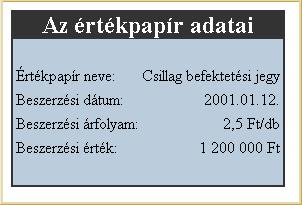 Az értékpapír adatai
Értékpapír neve: Csillag befektetési jegy
Beszerzési dátum: 2001.01.12.
Beszerzési árfolyam: 2,5 Ft/db
Beszerzési érték: 1 200 000 Ft